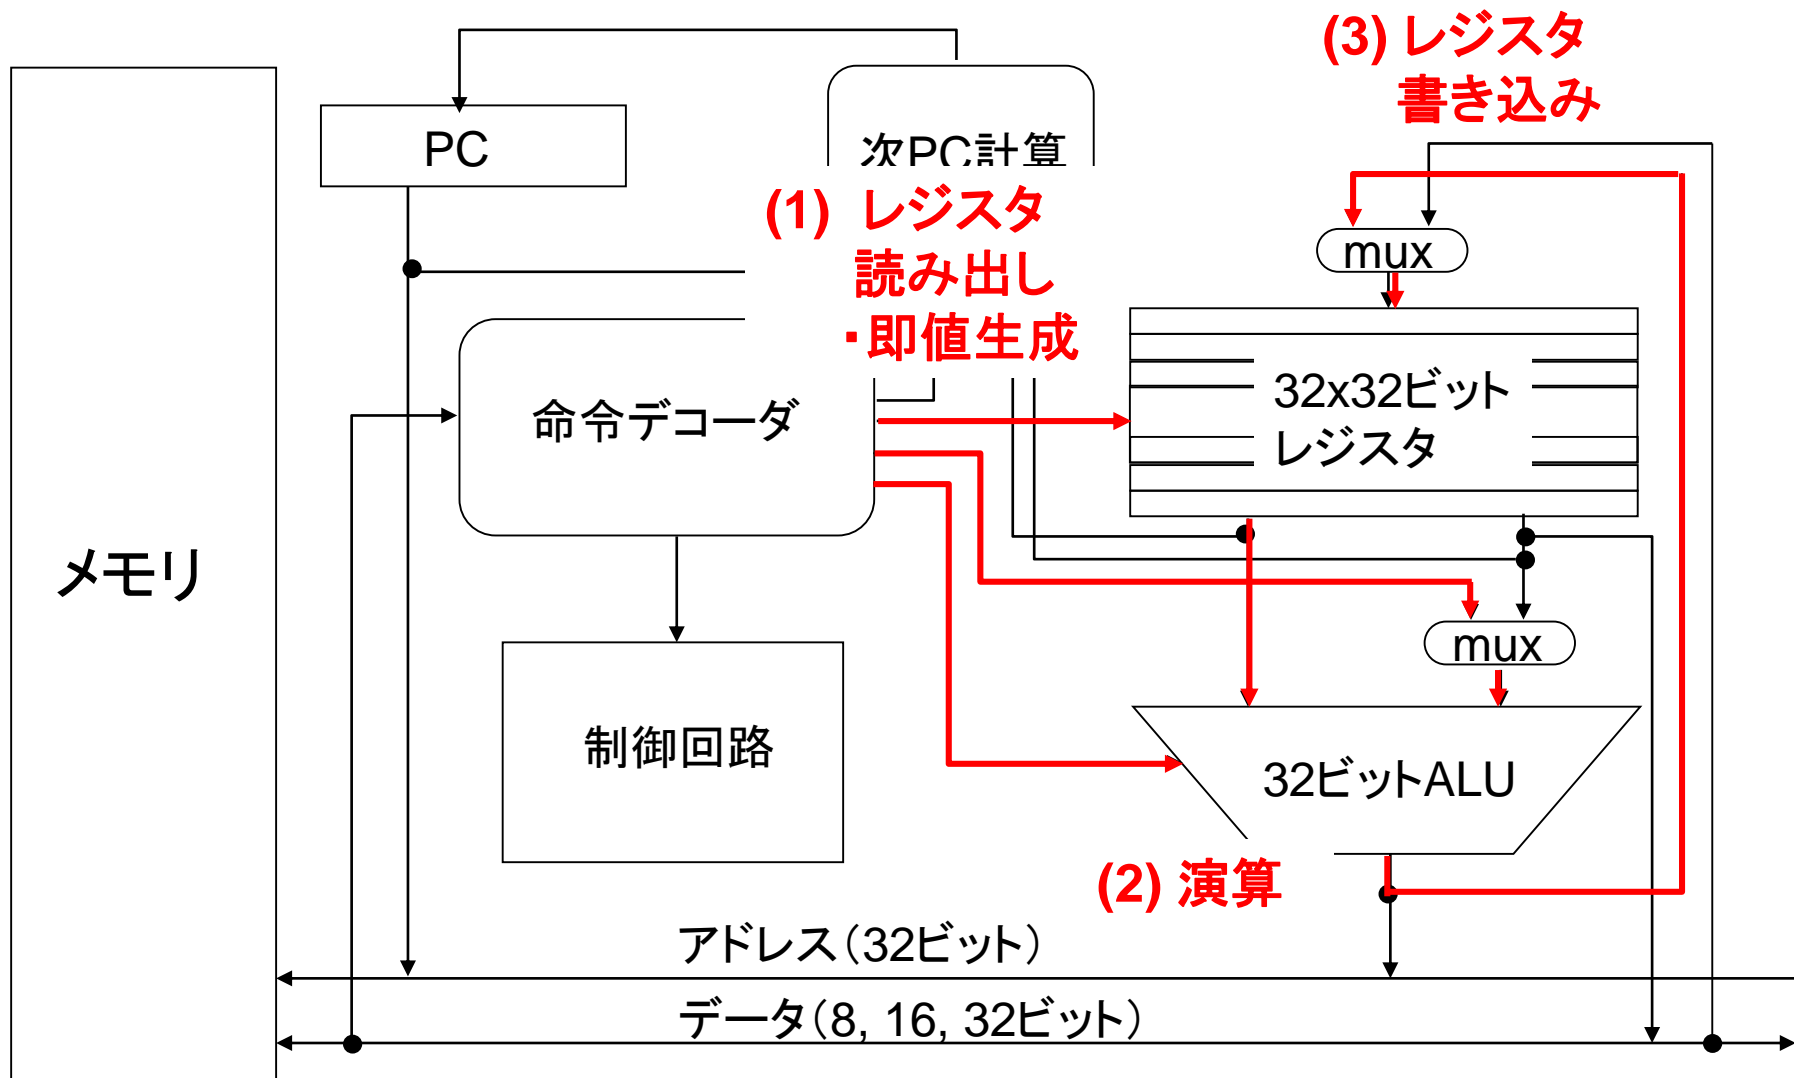 (3) レジスタ
書き込み
PC
次PC計算
(1) レジスタ
読み出し
・即値生成
mux
命令デコーダ
32x32ビット
レジスタ
メモリ
mux
制御回路
32ビットALU
(2) 演算
アドレス(32ビット)
データ(8, 16, 32ビット)